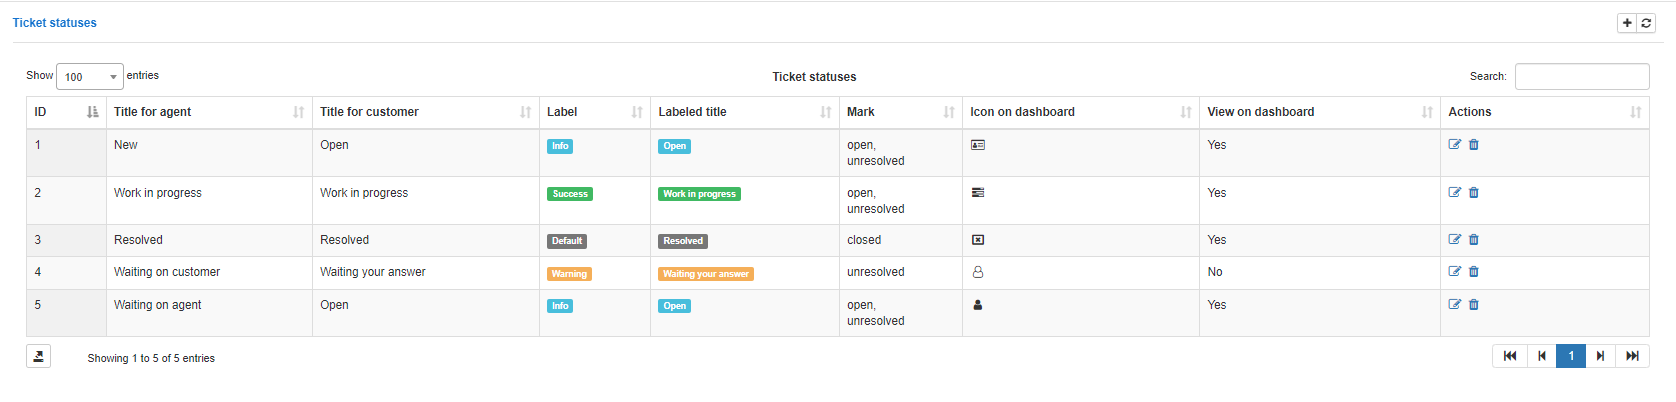 Ticket statuses
Show 100 entries Ticket statuses Search:
ID Title for agent Title for customer Label Labeled title Mark Icon on dashboard View on dashboard Actions
1 New Open Info Open open, Yes
unresolved
2 Work in progress Work in progress Success Work in progress open, Yes
unresolved
3 Resolved Resolved Default Resolved closed Yes
4 Waiting on customer Waiting your answer Warning Waiting your answer unresolved No
5 Waiting on agent Open Info Open open, Yes
unresolved
Showing 1 to 5 of 5 entries 1